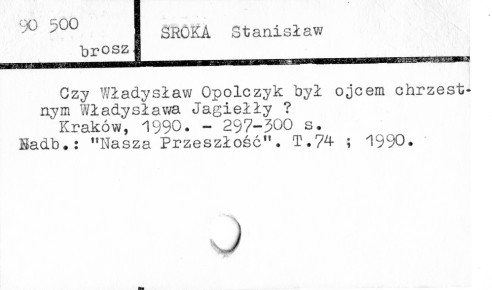 90 500
brosz.
SROKA Stanisław
Czy Władysław Opolczyk był ojcem chrzest-
nym Władysława Jagiełły ?
Kraków, 1990. - 297-300 s.
Nadb.: "Nasza Przeszłość". T.74 ; 1990.